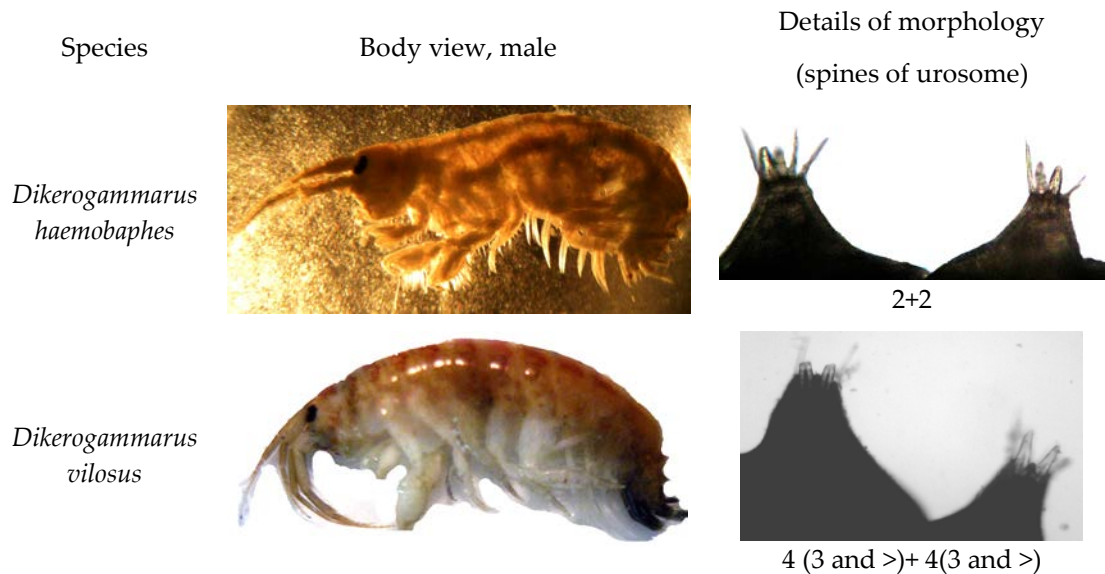 Species
Body view, male
Details of morphology
(spines of urosome)
Dikerogammarus
haemobaphes
2+2
Dikerogammarus
vilosus
4 (3 and >)+ 4(3 and >)